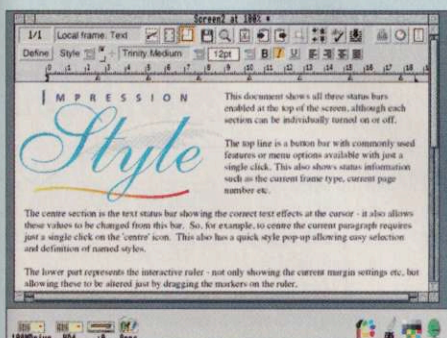 Screen2 at 100% *
1/1 Local frame: Text
Define Style Trinity.Medium 12pt B I U
IMPRESSION
Style
This document shows all three status bars
enabled at the top of the screen, although each
section can be individually turned on or off.
The top line is a button bar with commonly used
features or menu options available with just a
single click. This also shows status information
such as the current frame type, current page
number etc.
The centre section is the text status bar showing the correct text effects at the cursor - it also allows
these values to be changed from this bar. So, for example, to centre the current paragraph requires
just a single click on the 'centre' icon. This also has a quick style pop-up allowing easy selection
and definition of named styles.
The lower part represents the interactive ruler - not only showing the current margin settings etc, but
allowing these to be altered just by dragging the markers on the ruler.
:0 Apps